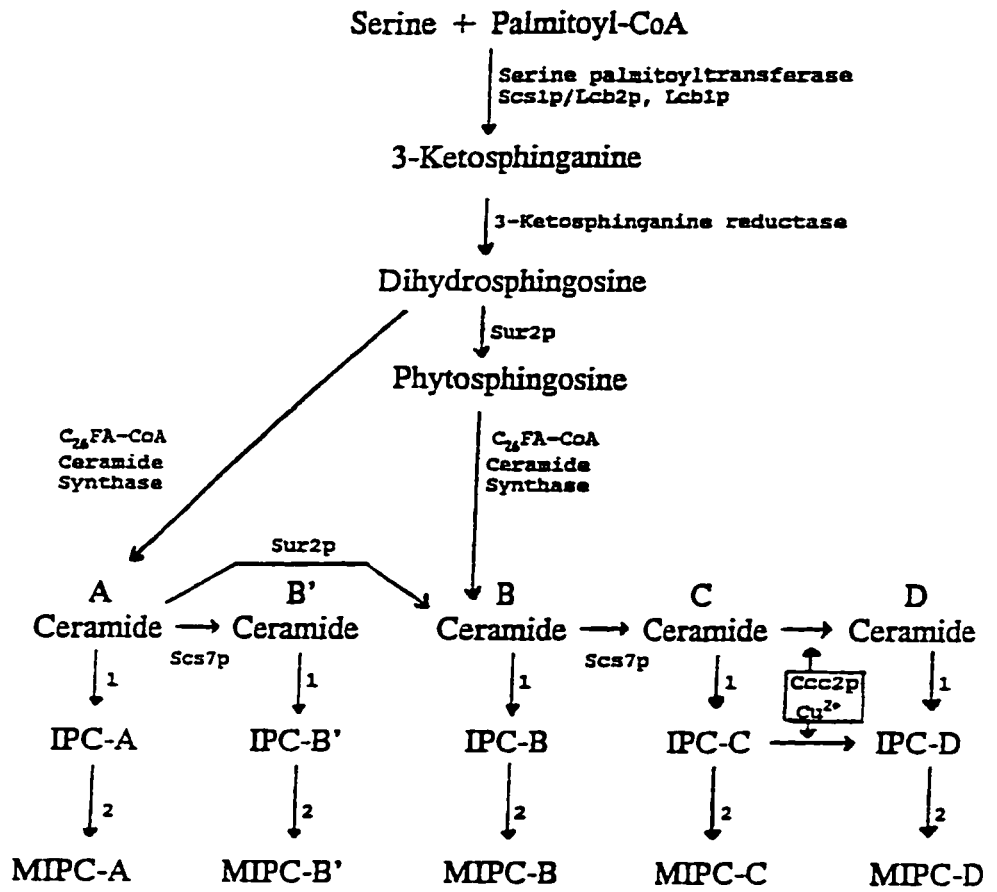 Serine + Palmitoyl-CoA
Serine palmitoyltransferase
Scs1p/Lcb2p, Lcb1p
3-Ketosphinganine
3-Ketosphinganine reductase
Dihydrosphingosine
Sur2p
Phytosphingosine
C₂₆FA-CoA
Ceramide
Synthase
C₂₆FA-CoA
Ceramide
Synthase
Sur2p
A B' B C D
Ceramide Ceramide Ceramide Ceramide Ceramide
Scs7p Scs7p
1 1 1 1 Ccc2p 1
Cu²⁺
IPC-A IPC-B' IPC-B IPC-C IPC-D
2 2 2 2 2
MIPC-A MIPC-B' MIPC-B MIPC-C MIPC-D